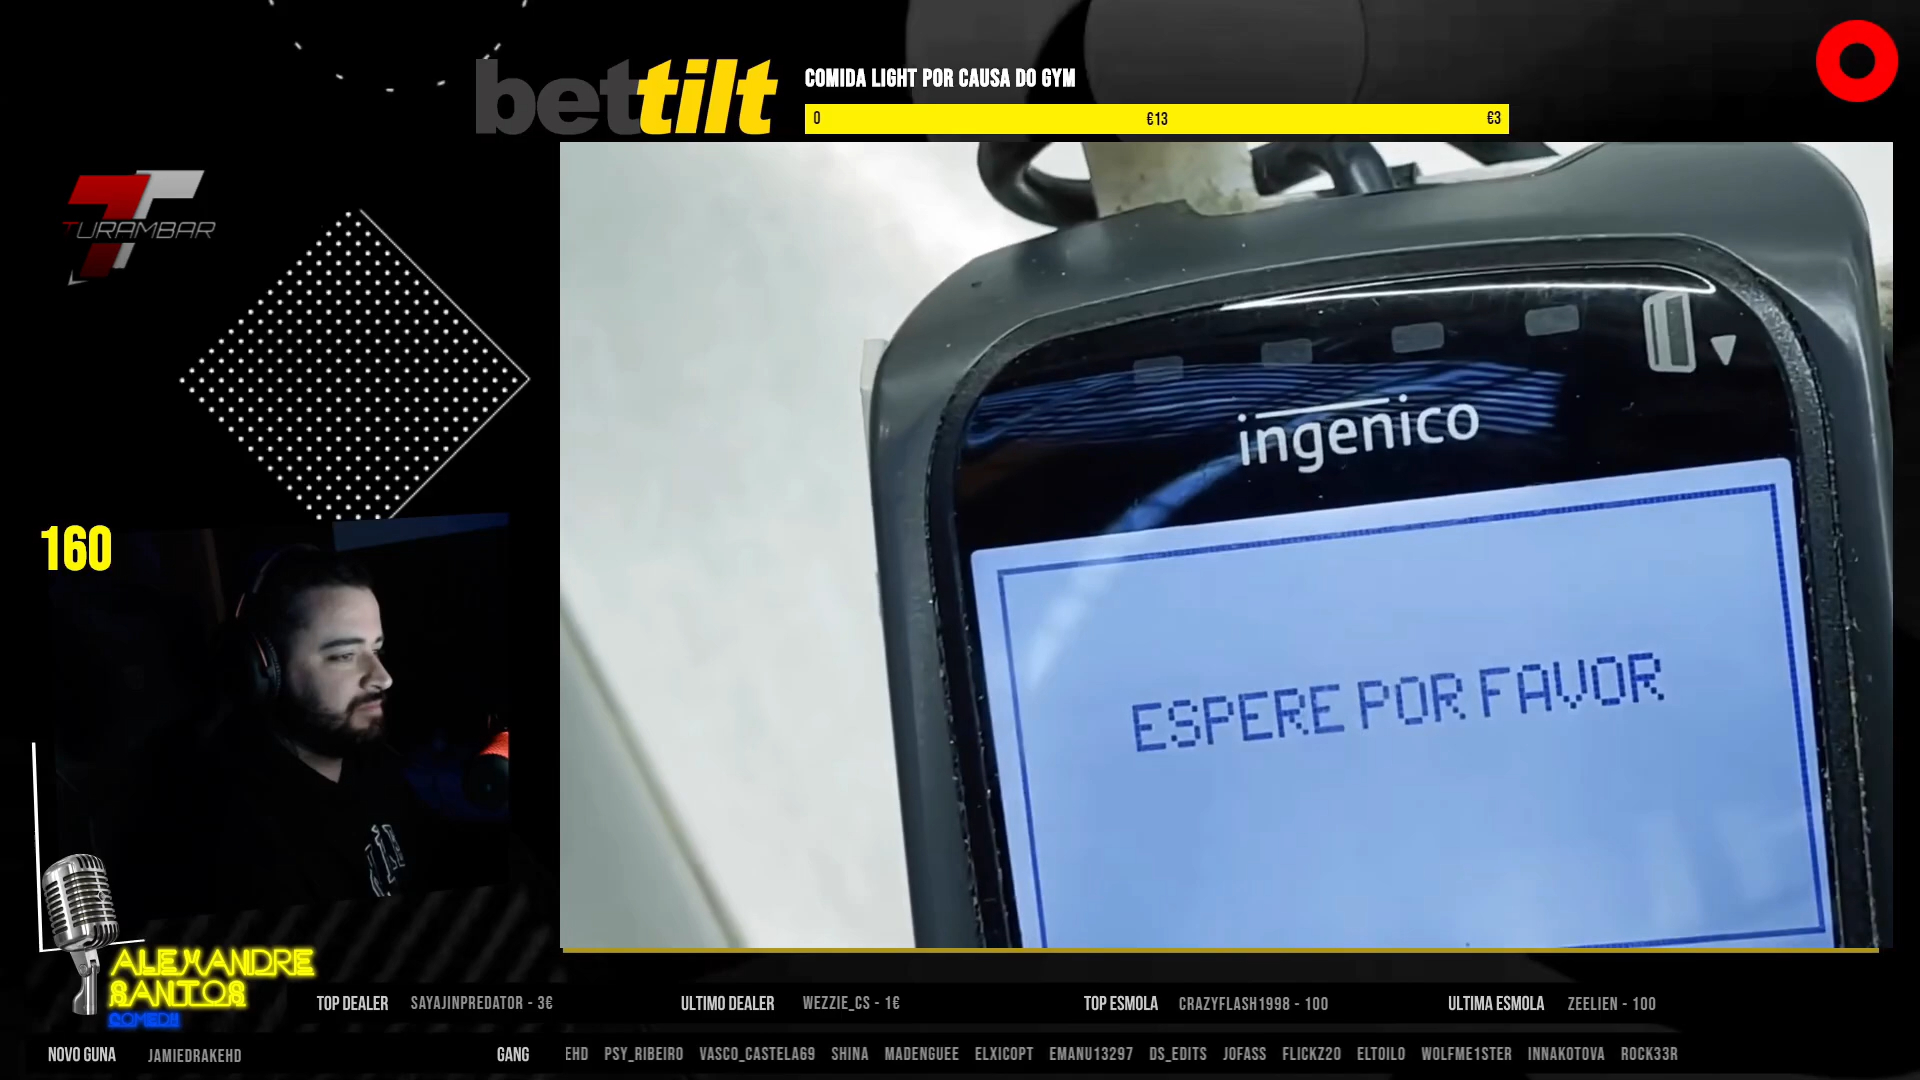 bettilt
COMIDA LIGHT POR CAUSA DO GYM
0 €13 €3
TURAMBAR
ingenico
ESPERE POR FAVOR
160
ALEXANDRE
SANTOS
COMEDY
TOP DEALER SAYAJINPREDATOR - 3€ ULTIMO DEALER WEZZIE_CS - 1€ TOP ESMOLA CRAZYFLASH1998 - 100 ULTIMA ESMOLA ZEELIEN - 100
NOVO GUNA JAMIEDRAKEHD GANG EHD PSY_RIBEIRO VASCO_CASTELA69 SHINA MADENGUEE ELXICOPT EMANU13297 DS_EDITS JOFASS FLICKZ20 ELTOILO WOLFME1STER INNAKOTOVA ROCK33R